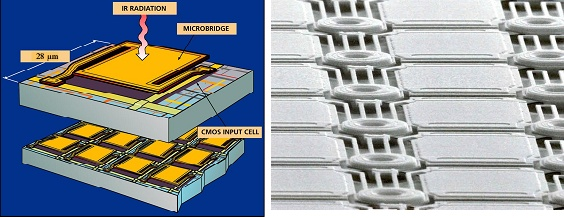 IR RADIATION
MICROBRIDGE
28 μm
CMOS INPUT CELL